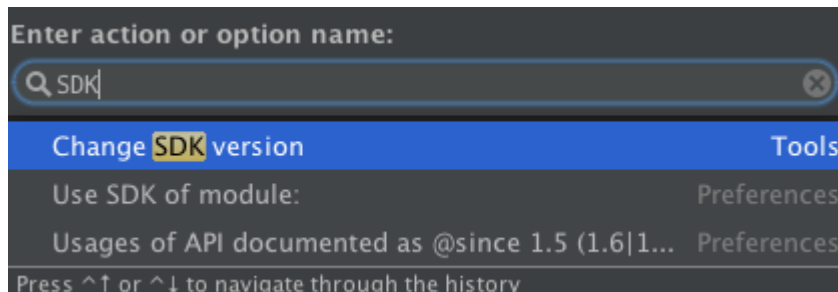 Enter action or option name:
SDK
Change SDK version Tools
Use SDK of module: Preferences
Usages of API documented as @since 1.5 (1.6|1... Preferences
Press ^↑ or ^↓ to navigate through the history